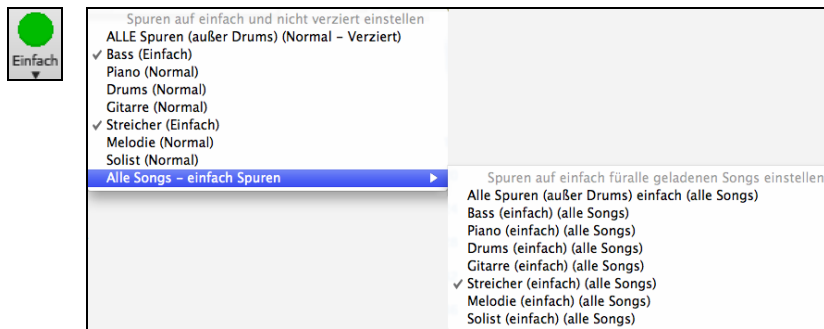 Einfach
Spuren auf einfach und nicht verziert einstellen
ALLE Spuren (außer Drums) (Normal – Verziert)
✓ Bass (Einfach)
Piano (Normal)
Drums (Normal)
Gitarre (Normal)
✓ Streicher (Einfach)
Melodie (Normal)
Solist (Normal)
Alle Songs – einfach Spuren
Spuren auf einfach füralle geladenen Songs einstellen
Alle Spuren (außer Drums) einfach (alle Songs)
Bass (einfach) (alle Songs)
Piano (einfach) (alle Songs)
Drums (einfach) (alle Songs)
Gitarre (einfach) (alle Songs)
✓ Streicher (einfach) (alle Songs)
Melodie (einfach) (alle Songs)
Solist (einfach) (alle Songs)